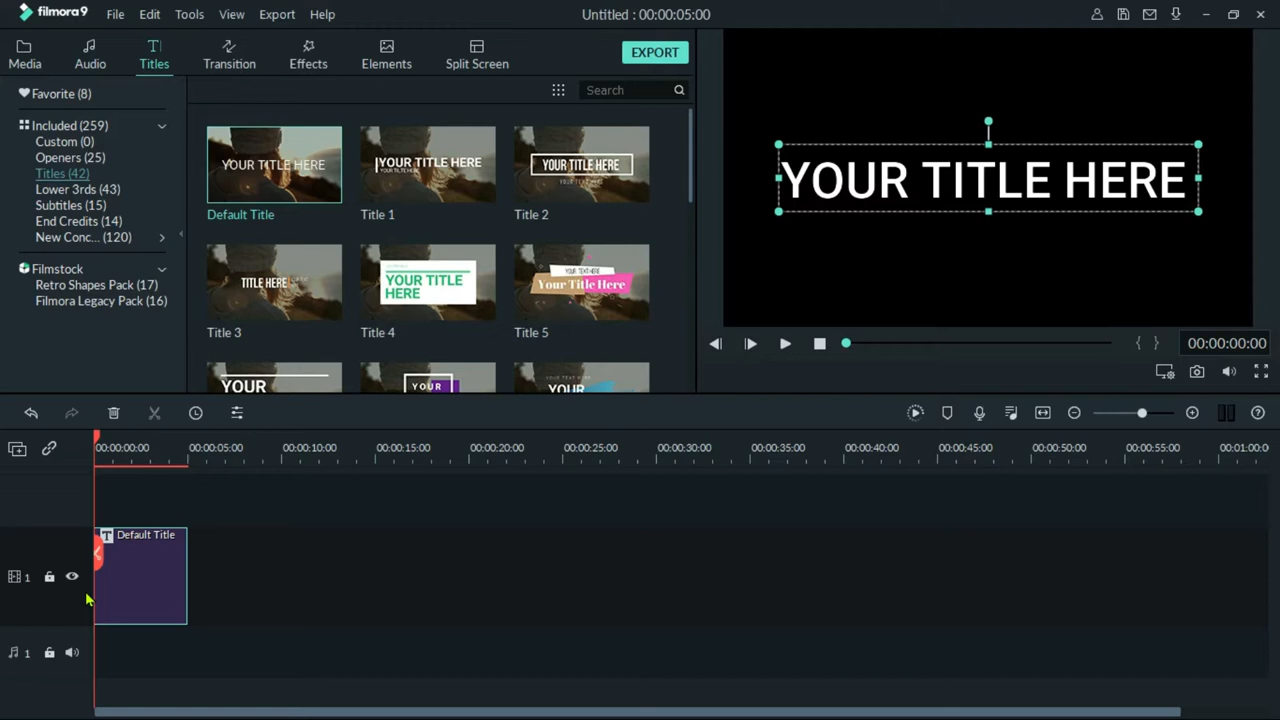 filmora9 File Edit Tools View Export Help Untitled : 00:00:05:00
Media Audio Titles Transition Effects Elements Split Screen EXPORT
Favorite (8)
Search
Included (259)
Custom (0)
Openers (25)
Titles (42)
Lower 3rds (43)
Subtitles (15)
End Credits (14)
New Conc... (120)
Filmstock
Retro Shapes Pack (17)
Filmora Legacy Pack (16)
YOUR TITLE HERE
YOUR TITLE HERE
YOUR TITLE HERE
Default Title Title 1 Title 2
TITLE HERE
YOUR TITLE
HERE
YOUR TEXT HERE
Your Title Here
Title 3 Title 4 Title 5
YOUR
YOUR
YOUR
YOUR TITLE HERE
00:00:00:00
00:00:00:00 00:00:05:00 00:00:10:00 00:00:15:00 00:00:20:00 00:00:25:00 00:00:30:00 00:00:35:00 00:00:40:00 00:00:45:00 00:00:50:00 00:00:55:00 00:01:00:0
T Default Title
1
1